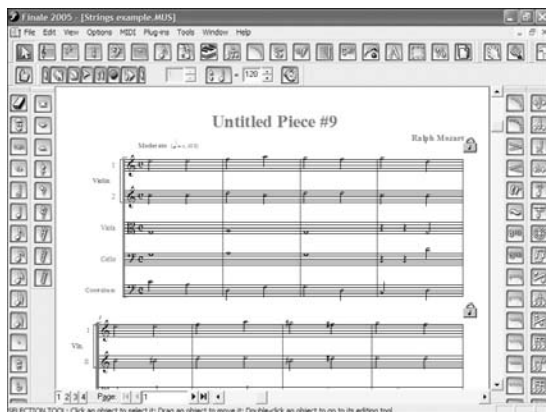 Finale 2005 - [Strings example.MUS]
File Edit View Options MIDI Plug-ins Tools Window Help
= 120
Untitled Piece #9
Ralph Mozart
Moderato
1
Violin
2
Viola
Cello
Vln.
I
II
1 2 3 4 Page: 1
SELECTION TOOL: Click an object to select it; Drag an object to move it; Double-click an object to go to its editing tool